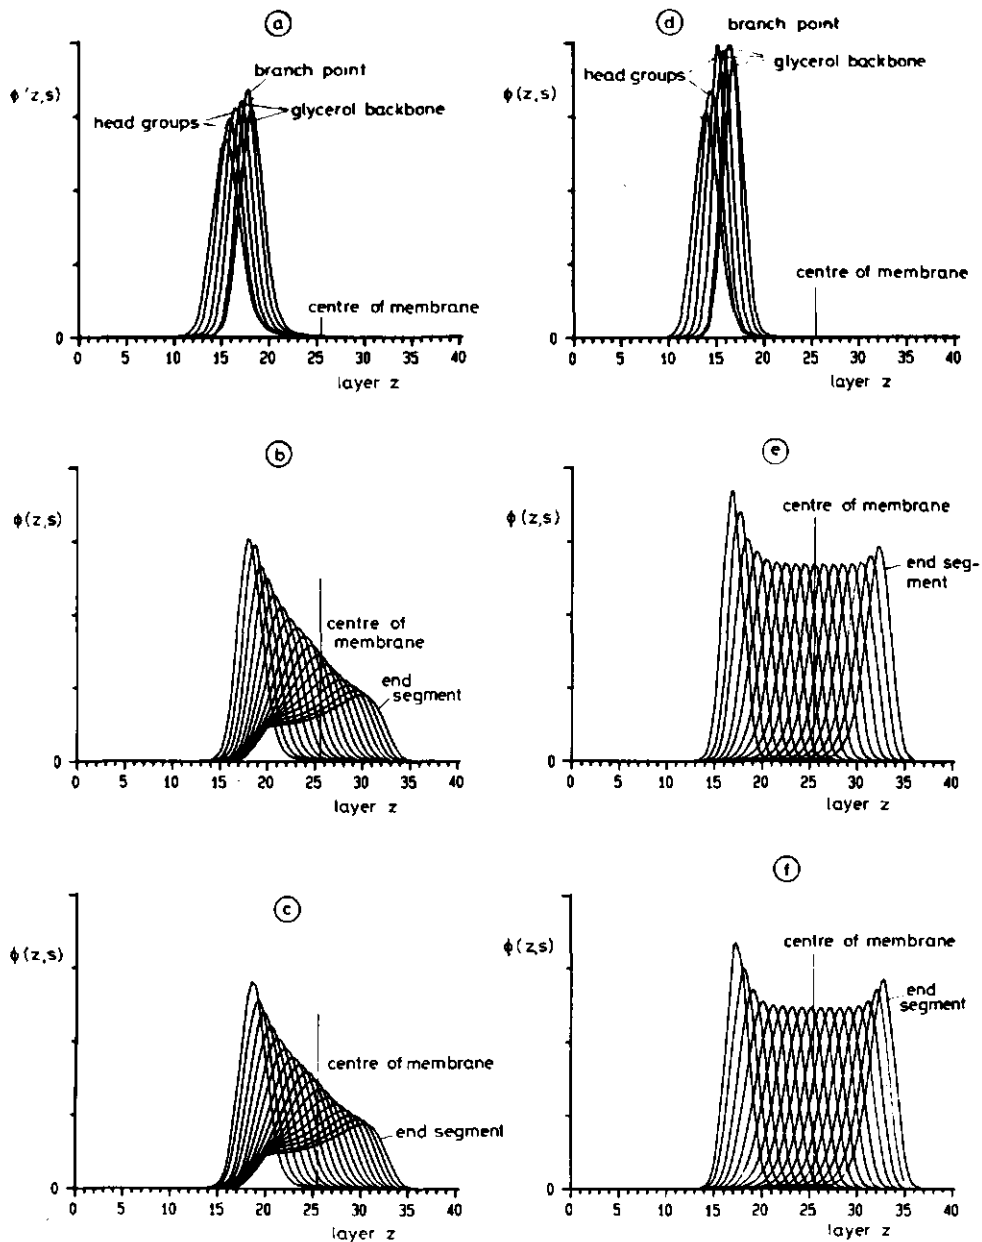 a
ϕ'z,s)
branch point
head groups
glycerol backbone
centre of membrane
0
0 5 10 15 20 25 30 35 40
layer z
d
branch point
ϕ(z,s)
head groups
glycerol backbone
centre of membrane
0
0 5 10 15 20 25 30 35 40
layer z
b
ϕ(z,s)
centre of
membrane
end
segment
0
0 5 10 15 20 25 30 35 40
layer z
e
ϕ(z,s)
centre of membrane
end seg-
ment
0
0 5 10 15 20 25 30 35 40
layer z
c
ϕ(z,s)
centre of membrane
end segment
0
0 5 10 15 20 25 30 35 40
layer z
f
ϕ(z,s)
centre of membrane
end
segment
0
0 5 10 15 20 25 30 35 40
layer z